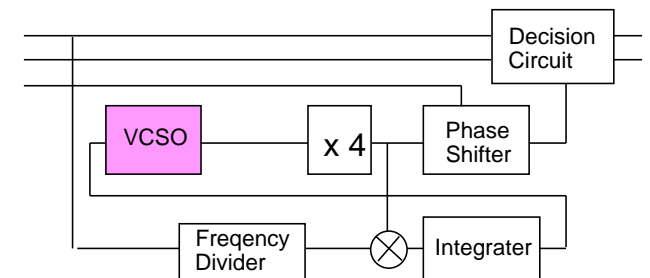 Decision
Circuit
VCSO
x 4
Phase
Shifter
Freqency
Divider
Integrater